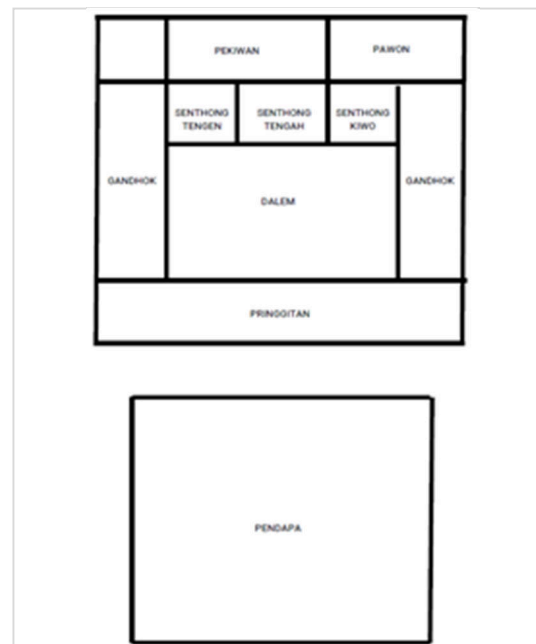 PEKIWAN
PAWON
SENTHONG
TENGEN
SENTHONG
TENGAH
SENTHONG
KIWO
GANDHOK
DALEM
GANDHOK
PRINGGITAN
PENDAPA